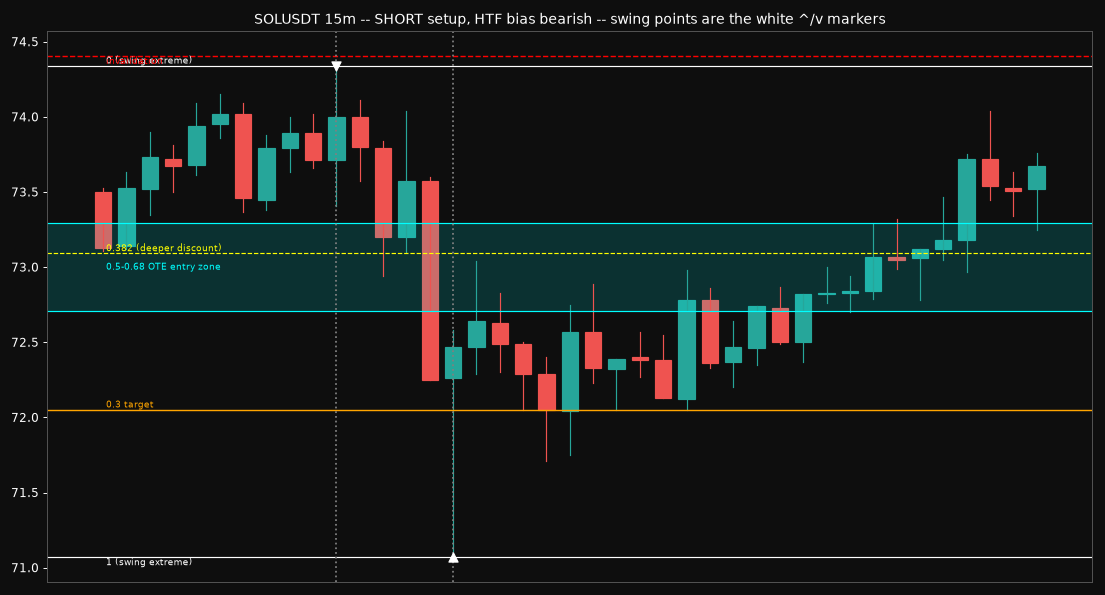 SOLUSDT 15m -- SHORT setup, HTF bias bearish -- swing points are the white ^/v markers
74.5
0 (swing extreme)
74.0
73.5
0.382 (deeper discount)
73.0
0.5-0.68 OTE entry zone
72.5
0.3 target
72.0
71.5
1 (swing extreme)
71.0